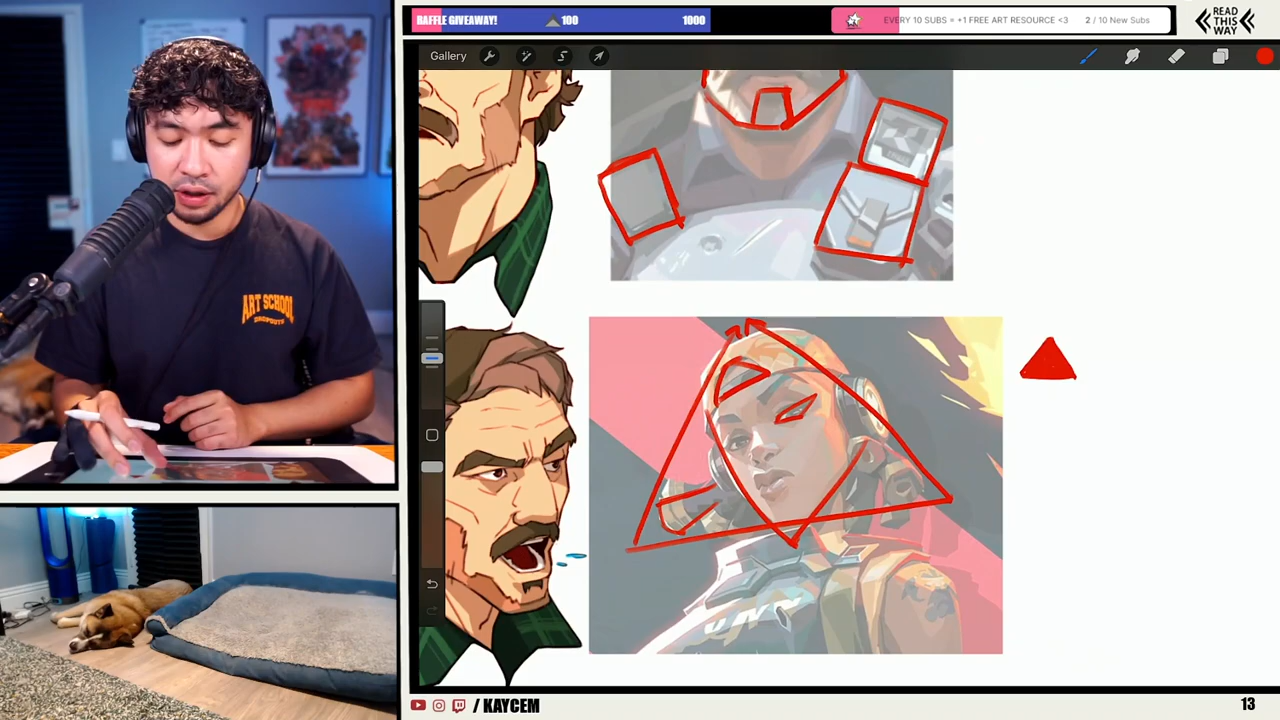 RAFFLE GIVEAWAY!
100
1000
EVERY 10 SUBS = +1 FREE ART RESOURCE <3
2 / 10 New Subs
READ
THIS
WAY
Gallery
ART SCHOOL
DROPOUTS
/ KAYCEM
13